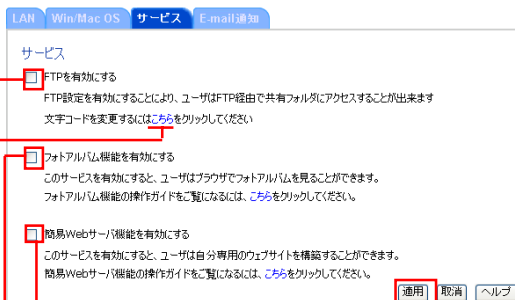 LAN Win/Mac OS サービス E-mail通知
サービス
FTPを有効にする
FTP設定を有効にすることにより、ユーザはFTP経由で共有フォルダにアクセスすることが出来ます
文字コードを変更するにはこちらをクリックしてください
フォトアルバム機能を有効にする
このサービスを有効にすると、ユーザはブラウザでフォトアルバムを見ることができます。
フォトアルバム機能の操作ガイドをご覧になるには、こちらをクリックしてください。
簡易Webサーバ機能を有効にする
このサービスを有効にすると、ユーザは自分専用のウェブサイトを構築することができます。
簡易Webサーバ機能の操作ガイドをご覧になるには、こちらをクリックしてください。
適用 取消 ヘルプ